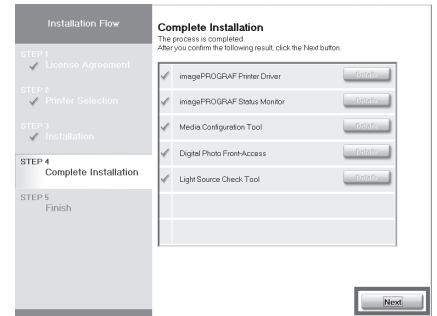 Installation Flow
STEP 1
License Agreement
STEP 2
Printer Selection
STEP 3
Installation
STEP 4
Complete Installation
STEP 5
Finish
Complete Installation
The process is completed.
After you confirm the following result, click the Next button.
imagePROGRAF Printer Driver
imagePROGRAF Status Monitor
Media Configuration Tool
Digital Photo Front-Access
Light Source Check Tool
Next